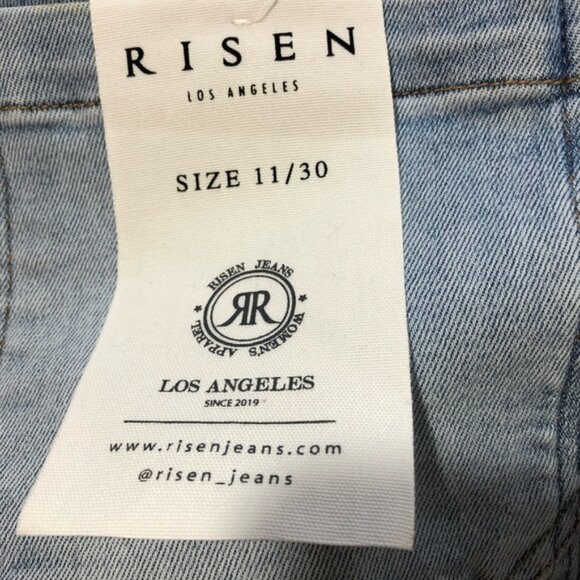 RISEN
LOS ANGELES
SIZE 11/30
RISEN JEANS
RR
WOMEN'S APPAREL
LOS ANGELES
SINCE 2019
www.risenjeans.com
@risen_jeans